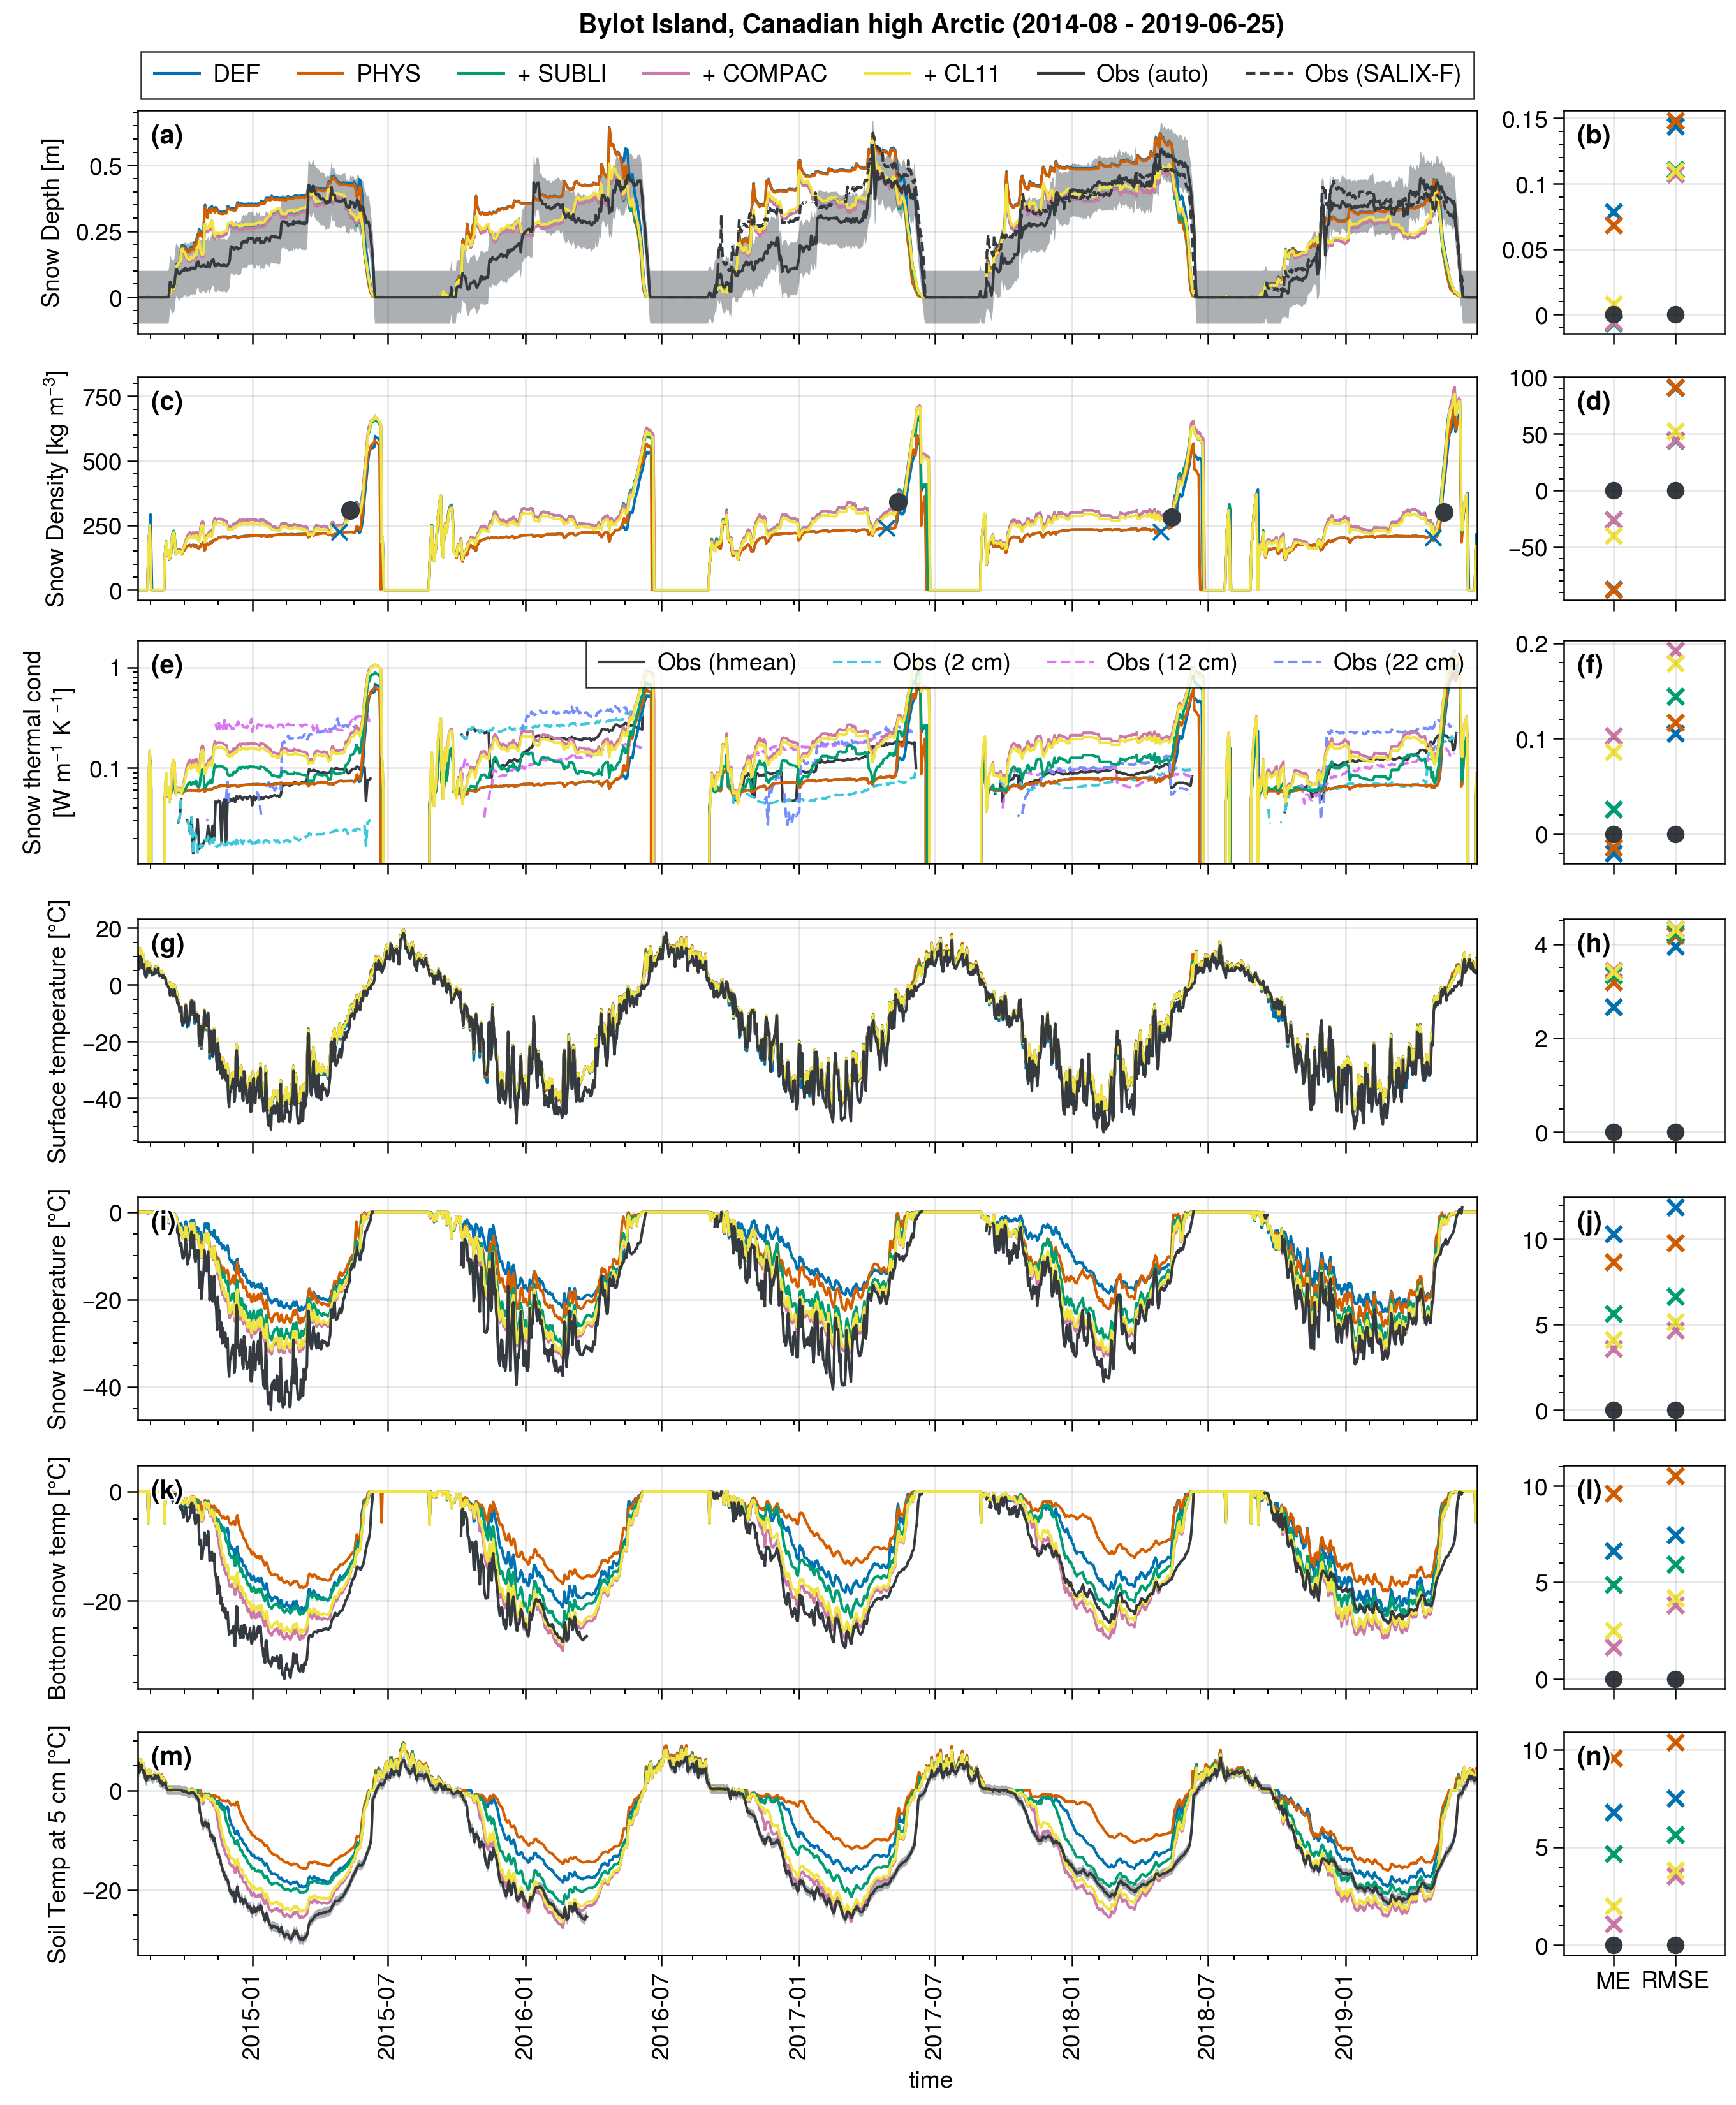 Bylot Island, Canadian high Arctic (2014-08 - 2019-06-25)
DEF PHYS + SUBLI + COMPAC + CL11 Obs (auto) Obs (SALIX-F)
Snow Depth [m]
0.5
0.25
0
(a)
0.15
0.1
0.05
0
(b)
Snow Density [kg m⁻³]
750
500
250
0
(c)
100
50
0
−50
(d)
Snow thermal cond
[W m⁻¹ K⁻¹]
1
0.1
(e)
Obs (hmean) Obs (2 cm) Obs (12 cm) Obs (22 cm)
0.2
0.1
0
(f)
Surface temperature [°C]
20
0
−20
−40
(g)
4
2
0
(h)
Snow temperature [°C]
0
−20
−40
(i)
10
5
0
(j)
Bottom snow temp [°C]
0
−20
(k)
10
5
0
(l)
Soil Temp at 5 cm [°C]
0
−20
(m)
10
5
0
(n)
ME RMSE
2015-01 2015-07 2016-01 2016-07 2017-01 2017-07 2018-01 2018-07 2019-01
time